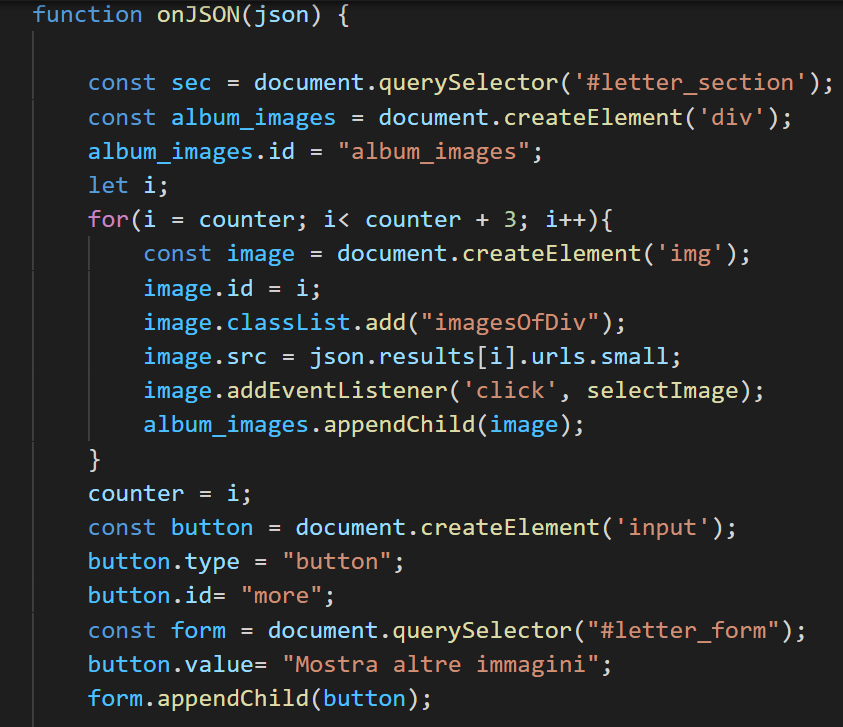 function onJSON(json) {
const sec = document.querySelector('#letter_section');
const album_images = document.createElement('div');
album_images.id = "album_images";
let i;
for(i = counter; i< counter + 3; i++){
const image = document.createElement('img');
image.id = i;
image.classList.add("imagesOfDiv");
image.src = json.results[i].urls.small;
image.addEventListener('click', selectImage);
album_images.appendChild(image);
}
counter = i;
const button = document.createElement('input');
button.type = "button";
button.id= "more";
const form = document.querySelector("#letter_form");
button.value= "Mostra altre immagini";
form.appendChild(button);